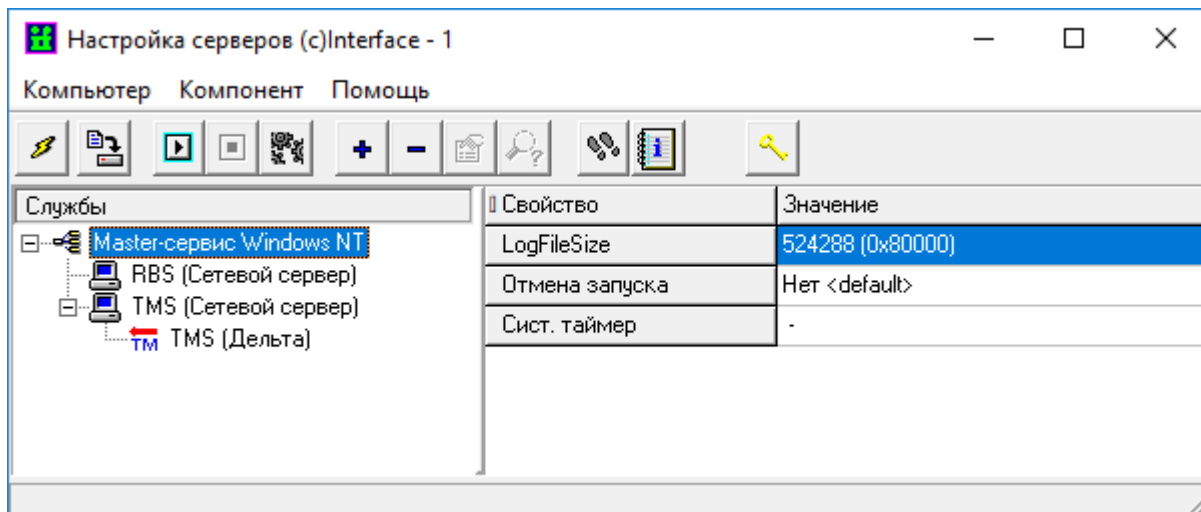 Настройка серверов (c)Interface - 1
Компьютер Компонент Помощь
Службы
Свойство Значение
Master-сервис Windows NT
LogFileSize 524288 (0x80000)
RBS (Сетевой сервер)
Отмена запуска Нет <default>
TMS (Сетевой сервер)
Сист. таймер -
TM TMS (Дельта)